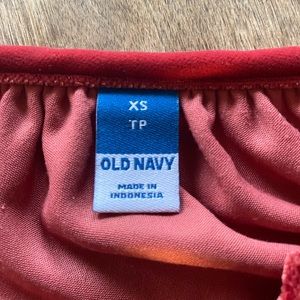 XS
TP
OLD NAVY
MADE IN
INDONESIA